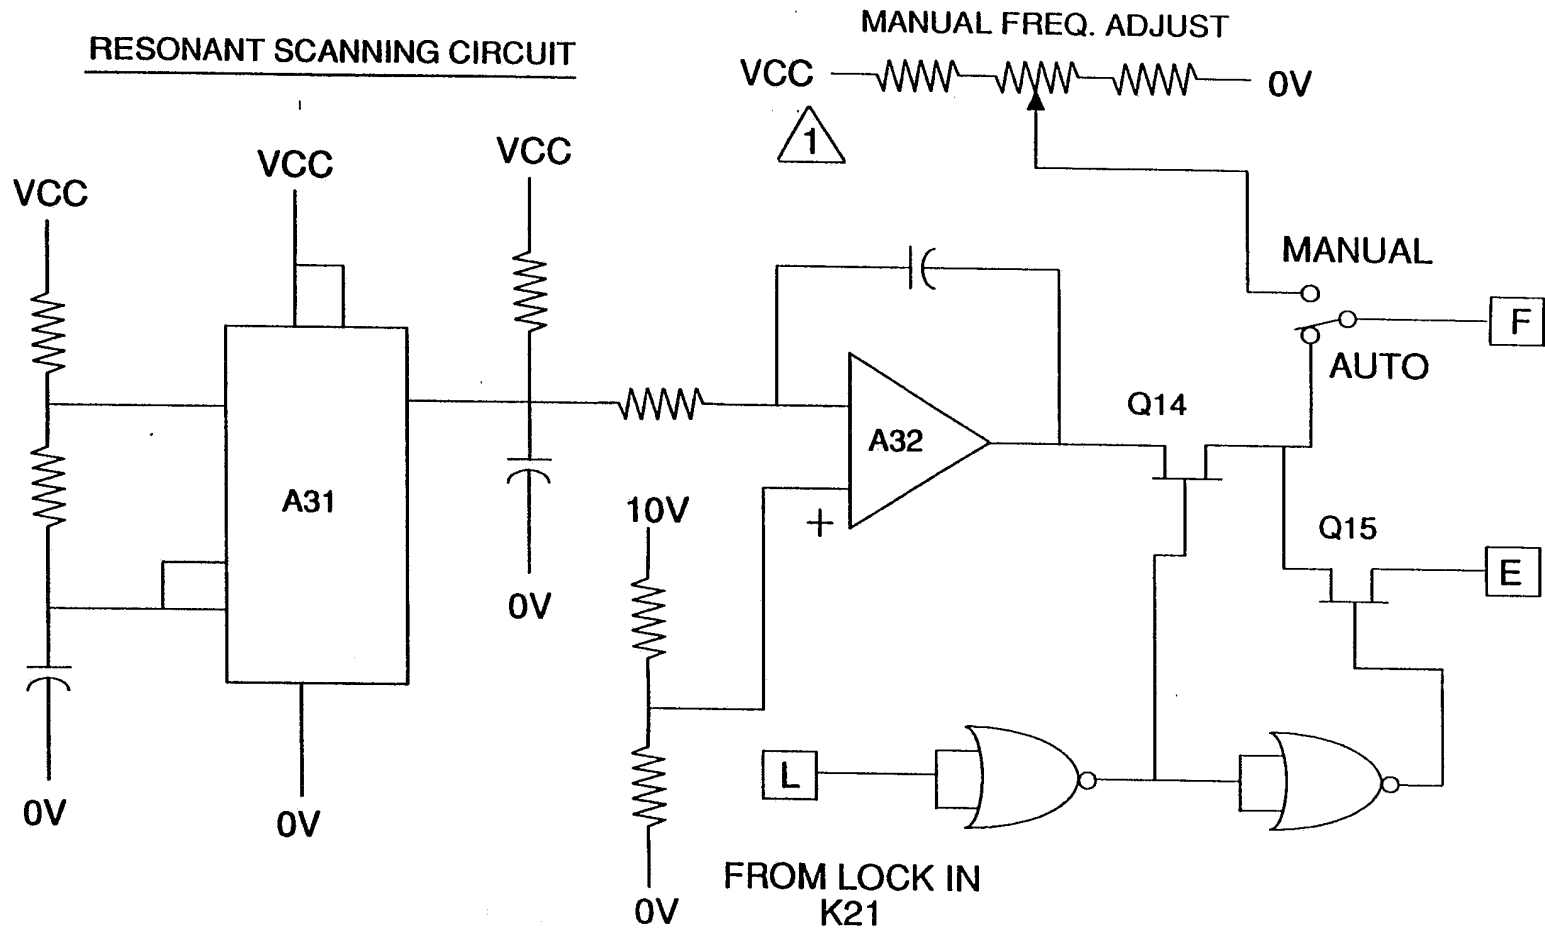 MANUAL FREQ. ADJUST
RESONANT SCANNING CIRCUIT
VCC
0V
1
VCC
VCC
VCC
MANUAL
F
AUTO
Q14
A32
A31
10V
+
Q15
E
0V
L
0V
0V
FROM LOCK IN
K21
0V